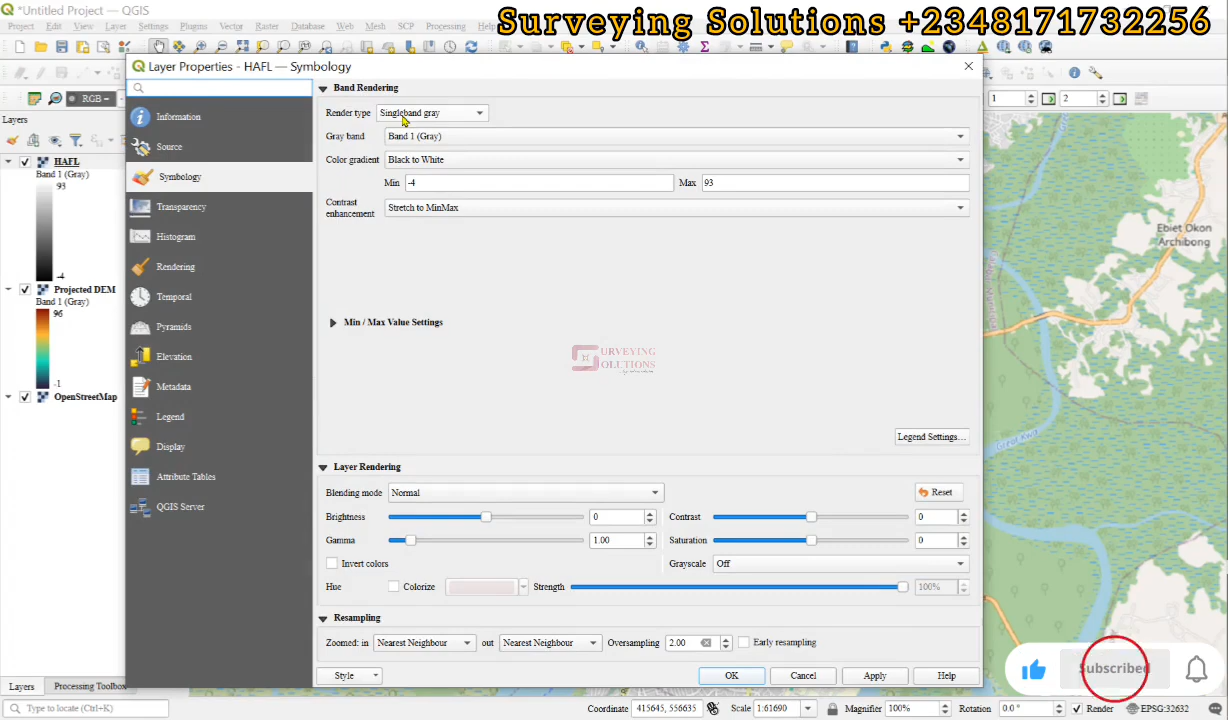 *Untitled Project — QGIS
Surveying Solutions +2348171732256
Project Edit View Layer Settings Plugins Vector Raster Database Web Mesh SCP Processing Help
Layer Properties - HAFL — Symbology
RGB
1
2
Layers
HAFL
Band 1 (Gray)
93
-4
Projected DEM
Band 1 (Gray)
96
-1
OpenStreetMap
Information
Source
Symbology
Transparency
Histogram
Rendering
Temporal
Pyramids
Elevation
Metadata
Legend
Display
Attribute Tables
QGIS Server
Band Rendering
Render type Singleband gray
Gray band Band 1 (Gray)
Color gradient Black to White
Min -4 Max 93
Contrast
enhancement Stretch to MinMax
Min / Max Value Settings
SURVEYING
SOLUTIONS
Legend Settings...
Layer Rendering
Blending mode Normal Reset
Brightness 0 Contrast 0
Gamma 1.00 Saturation 0
Invert colors Grayscale Off
Hue Colorize Strength 100%
Resampling
Zoomed: in Nearest Neighbour out Nearest Neighbour Oversampling 2.00 Early resampling
Style OK Cancel Apply Help
Ebiet Okon
Archibong
Great Kwa
Subscribed
Layers Processing Toolbox
Type to locate (Ctrl+K) Coordinate 415645, 556635 Scale 1:61690 Magnifier 100% Rotation 0.0 ° Render EPSG:32632